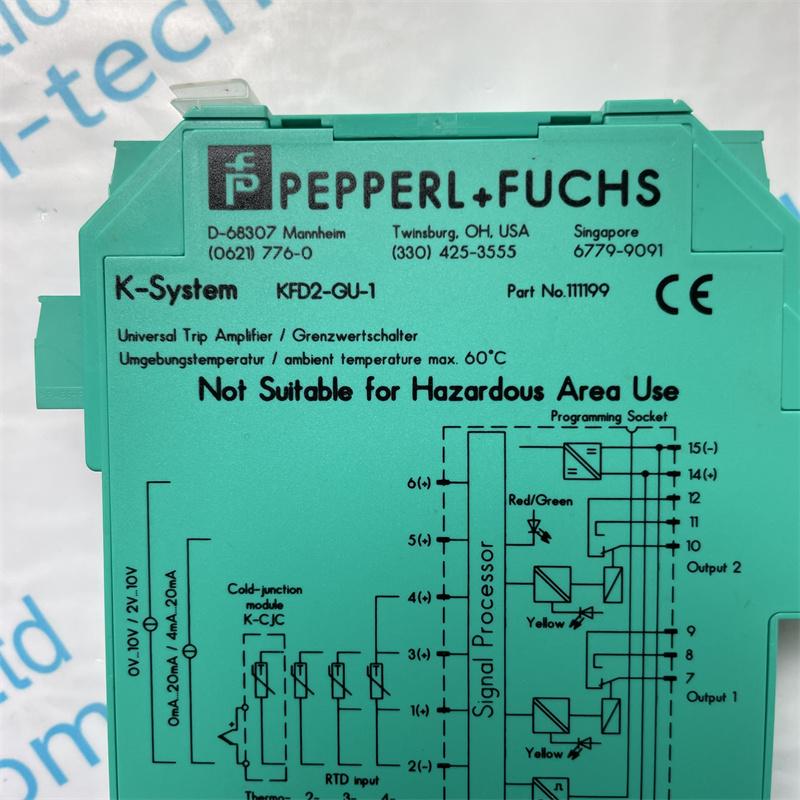 PEPPERL+FUCHS
D-68307 Mannheim Twinsburg, OH, USA Singapore
(0621) 776-0 (330) 425-3555 6779-9091
K-System KFD2-GU-1 Part No.111199 CE
Universal Trip Amplifier / Grenzwertschalter
Umgebungstemperatur / ambient temperature max. 60°C
Not Suitable for Hazardous Area Use
Programming Socket
15(-)
14(+)
12
11
10
Output 2
9
8
7
Output 1
6(+)
5(+)
4(+)
3(+)
1(+)
2(-)
Red/Green
Yellow
Yellow
Signal Processor
0V..10V / 2V..10V
0mA..20mA / 4mA..20mA
Cold-junction
module
K-CJC
RTD input
Thermo- 2- 3- 4-